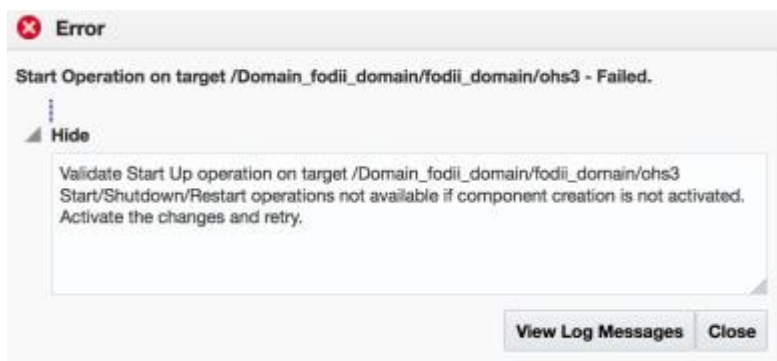 Error
Start Operation on target /Domain_fodii_domain/fodii_domain/ohs3 - Failed.
Hide
Validate Start Up operation on target /Domain_fodii_domain/fodii_domain/ohs3
Start/Shutdown/Restart operations not available if component creation is not activated.
Activate the changes and retry.
View Log Messages Close